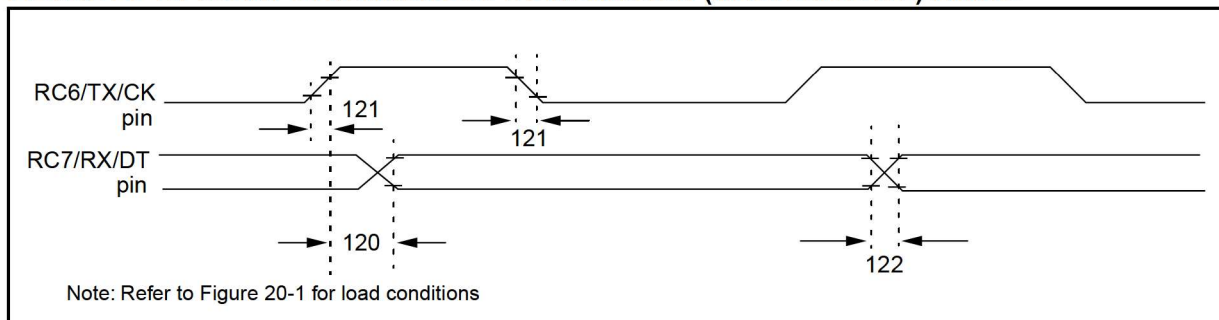 RC6/TX/CK
pin
121
121
RC7/RX/DT
pin
120
122
Note: Refer to Figure 20-1 for load conditions